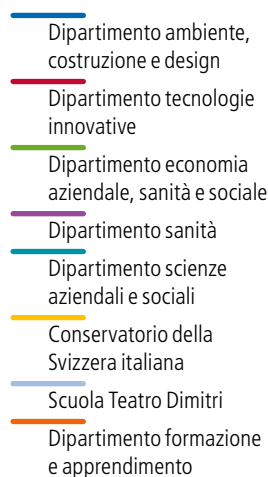 Dipartimento ambiente,
costruzione e design
Dipartimento tecnologie
innovative
Dipartimento economia
aziendale, sanità e sociale
Dipartimento sanità
Dipartimento scienze
aziendali e sociali
Conservatorio della
Svizzera italiana
Scuola Teatro Dimitri
Dipartimento formazione
e apprendimento